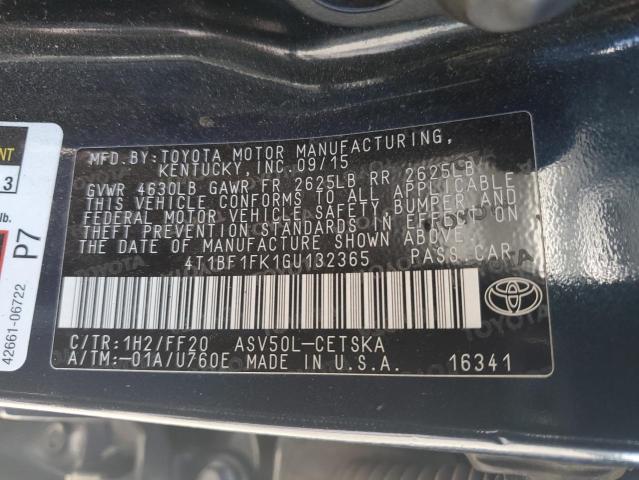 MFD.BY:TOYOTA MOTOR MANUFACTURING,
KENTUCKY, INC.09/15
GVWR 4630LB GAWR FR 2625LB RR 2625LB
THIS VEHICLE CONFORMS TO ALL APPLICABLE
FEDERAL MOTOR VEHICLE SAFETY, BUMPER AND
THEFT PREVENTION STANDARDS IN EFFECT ON
THE DATE OF MANUFACTURE SHOWN ABOVE.
4T1BF1FK1GU132365 PASS.CAR
C/TR:1H2/FF20 ASV50L-CETSKA
A/TM:-01A/U760E MADE IN U.S.A.
16341
TOYOTA
3
lb.
P7
42661-06722